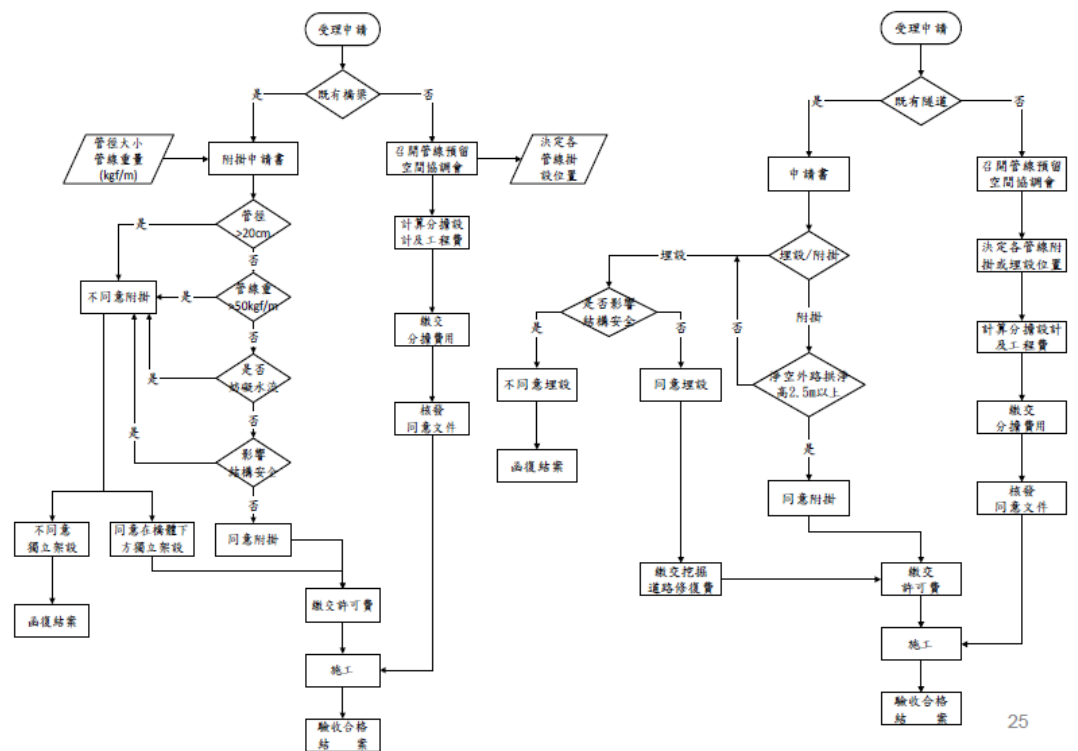 受理申請
既有橋梁
是
否
管徑大小
管線重量
(kgf/m)
附掛申請書
召開管線預留
空間協調會
決定各
管線掛
設位置
管徑
>20cm
是
否
計算分擔設
計及工程費
不同意附掛
管線重
>50kgf/m
是
否
繳交
分擔費用
是否
妨礙水流
是
否
核發
同意文件
影響
結構安全
是
否
不同意
獨立架設
同意在橋體下
方獨立架設
同意附掛
函復結案
繳交許可費
施工
驗收合格
結 案
受理申請
既有隧道
是
否
申請書
召開管線預留
空間協調會
埋設/附掛
埋設
附掛
決定各管線附
掛或埋設位置
是否影響
結構安全
是
否
否
計算分擔設計
及工程費
不同意埋設
同意埋設
淨空外路拱淨
高2.5m以上
是
繳交
分擔費用
函復結案
同意附掛
核發
同意文件
繳交挖掘
道路修復費
繳交
許可費
施工
驗收合格
結 案
25